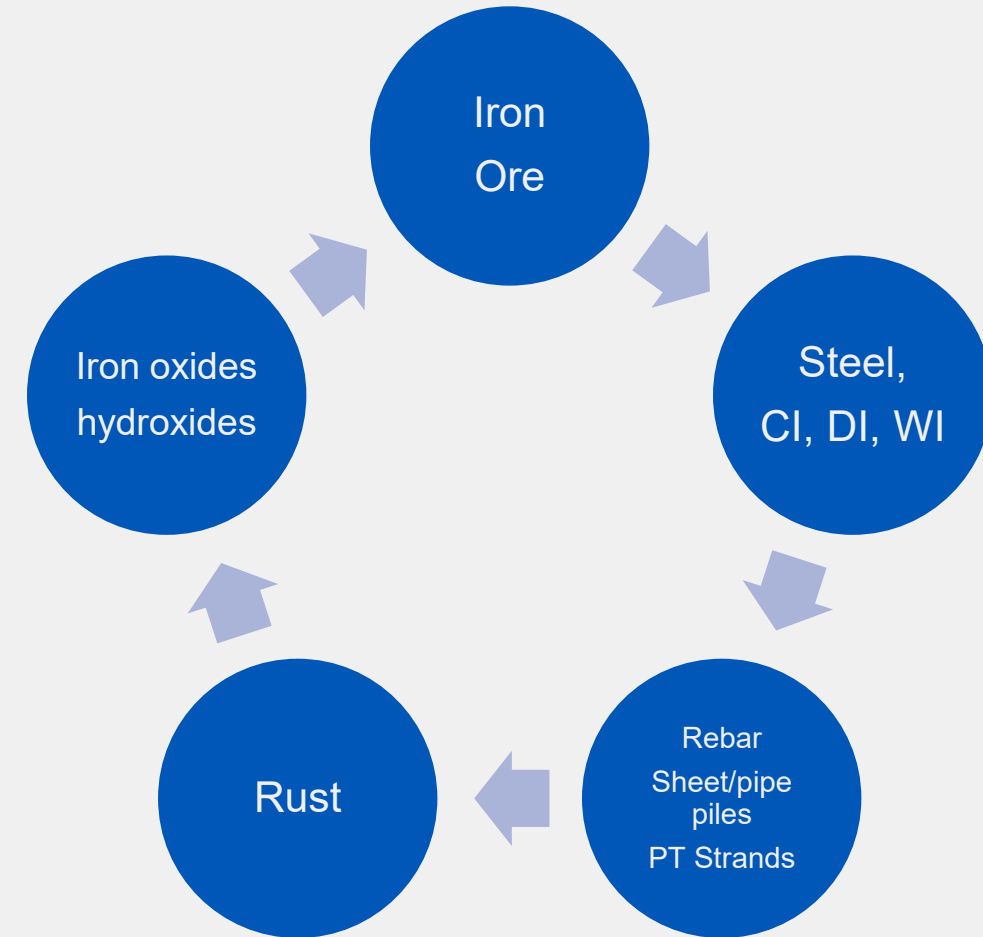 Iron
Ore
Steel,
CI, DI, WI
Rebar
Sheet/pipe
piles
PT Strands
Rust
Iron oxides
hydroxides